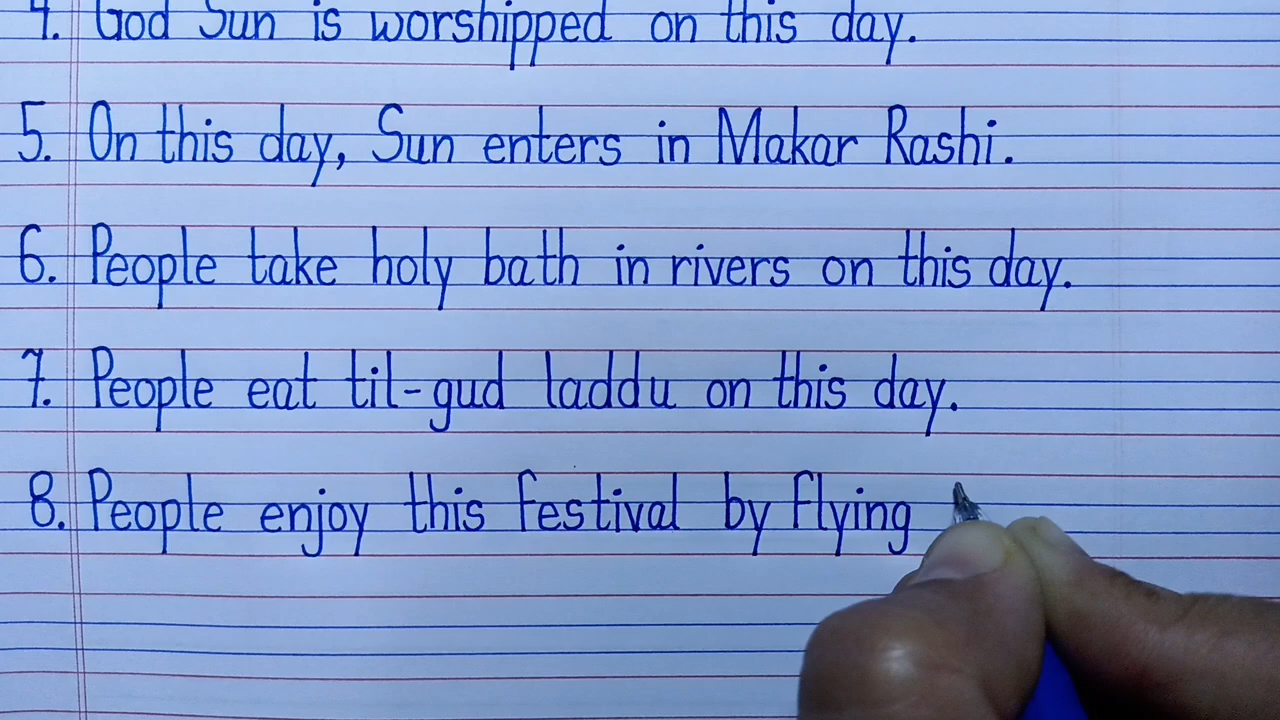 4. God Sun is worshipped on this day.
5. On this day, Sun enters in Makar Rashi.
6. People take holy bath in rivers on this day.
7. People eat til-gud laddu on this day.
8. People enjoy this festival by flying